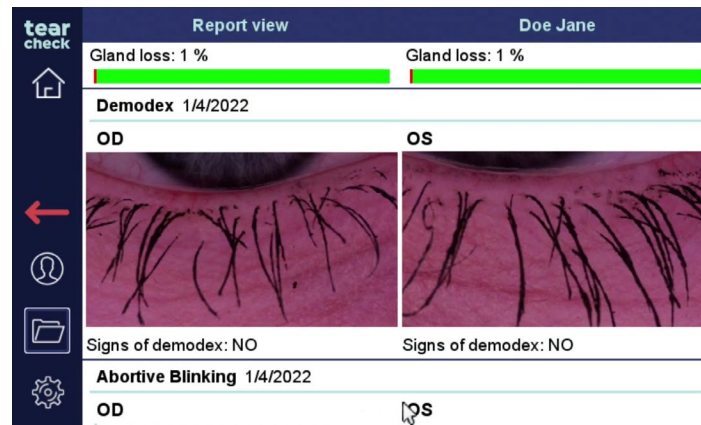 tear
check
Report view
Doe Jane
Gland loss: 1 %
Gland loss: 1 %
Demodex 1/4/2022
OD
OS
Signs of demodex: NO
Signs of demodex: NO
Abortive Blinking 1/4/2022
OD
OS